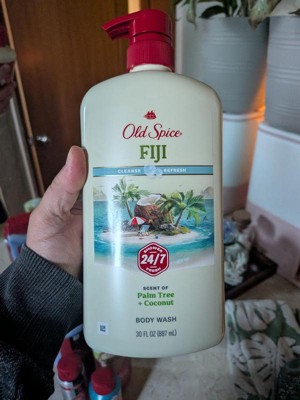 Old Spice
FIJI
CLEANSE REFRESH
24/7
SCENT OF
Palm Tree
+ Coconut
BODY WASH
30 FL OZ (887 mL)